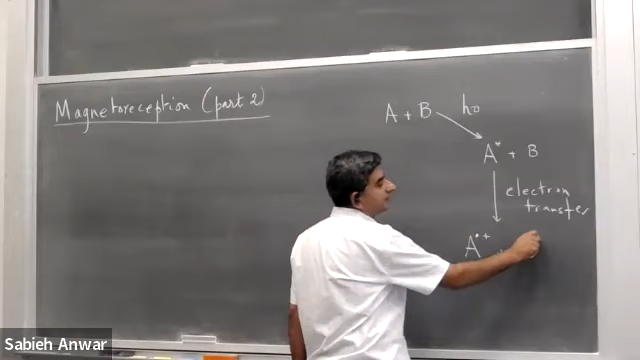 Magnetoreception (part 2)
A + B hν
A* + B
electron
transfer
A•+
Sabieh Anwar